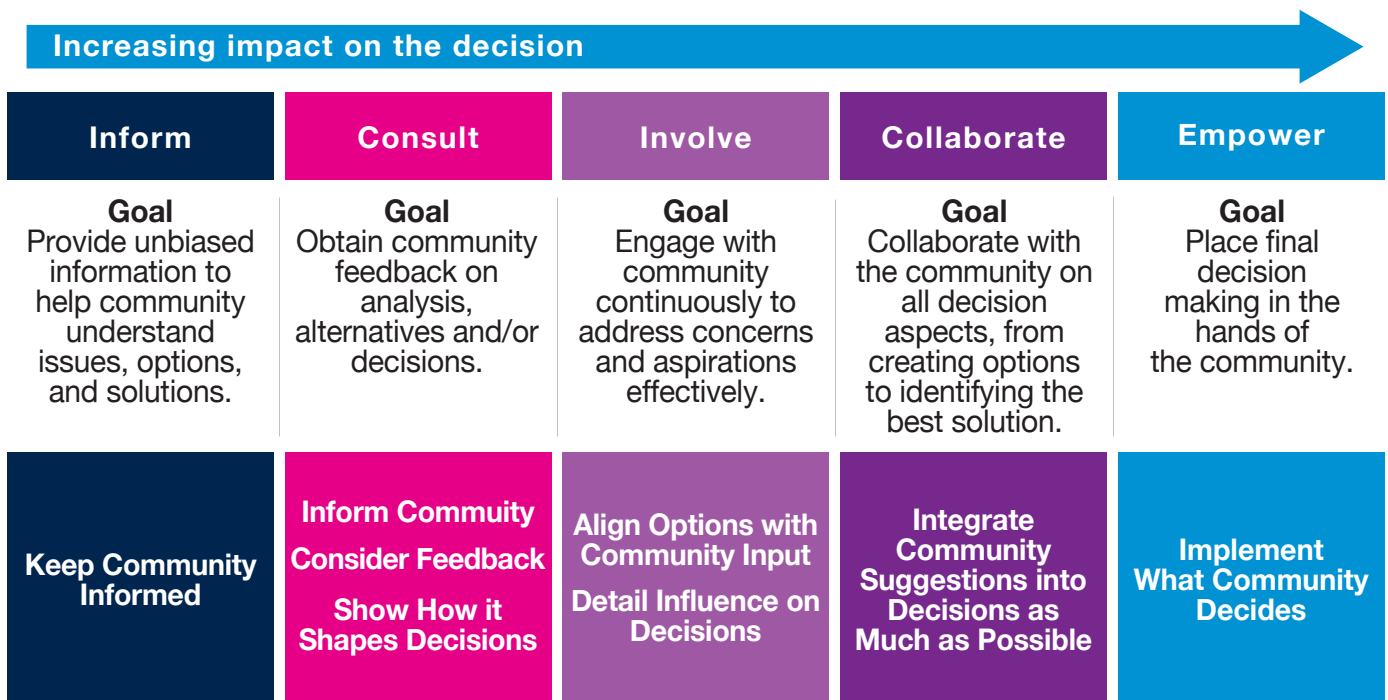 Increasing impact on the decision
Inform
Consult
Involve
Collaborate
Empower
Goal
Provide unbiased
information to
help community
understand
issues, options,
and solutions.
Goal
Obtain community
feedback on
analysis,
alternatives and/or
decisions.
Goal
Engage with
community
continuously to
address concerns
and aspirations
effectively.
Goal
Collaborate with
the community on
all decision
aspects, from
creating options
to identifying the
best solution.
Goal
Place final
decision
making in the
hands of
the community.
Keep Community
Informed
Inform Commuity
Consider Feedback
Show How it
Shapes Decisions
Align Options with
Community Input
Detail Influence on
Decisions
Integrate
Community
Suggestions into
Decisions as
Much as Possible
Implement
What Community
Decides